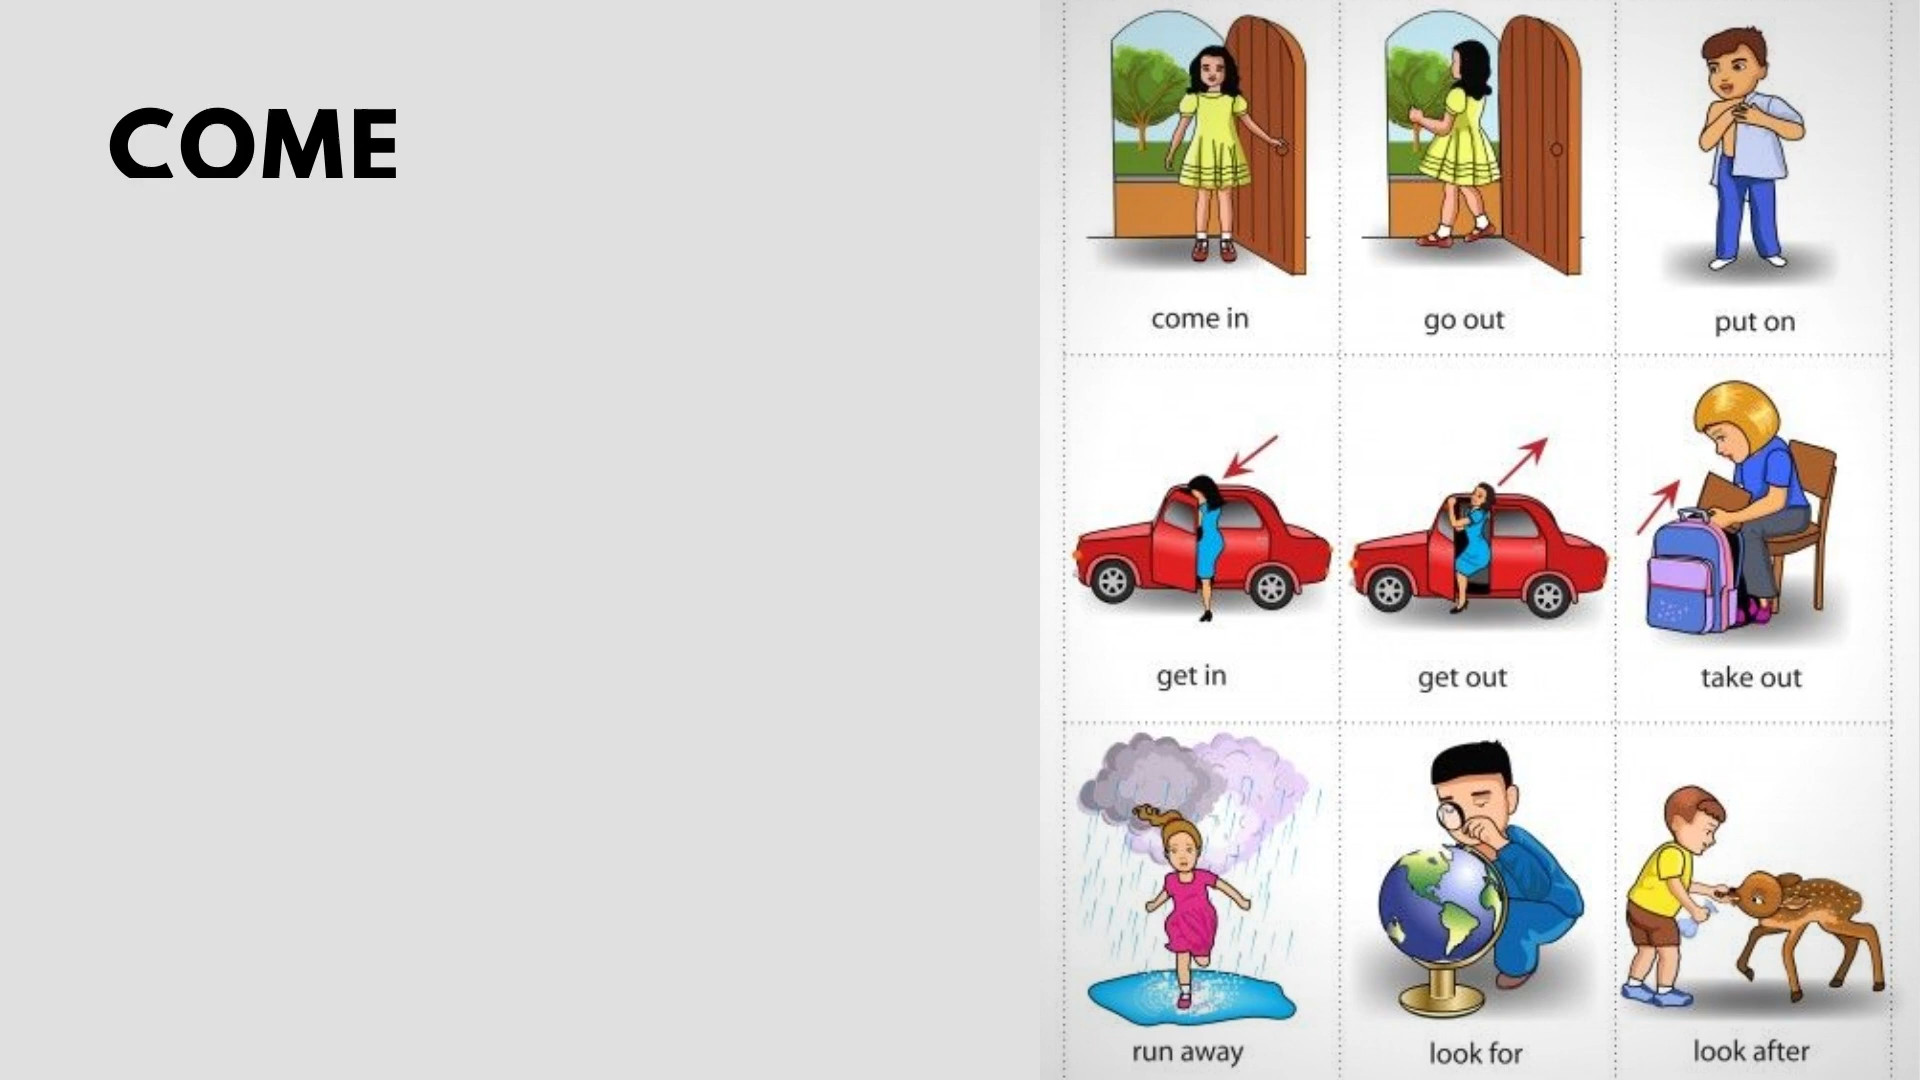 COME
come in
go out
put on
get in
get out
take out
run away
look for
look after